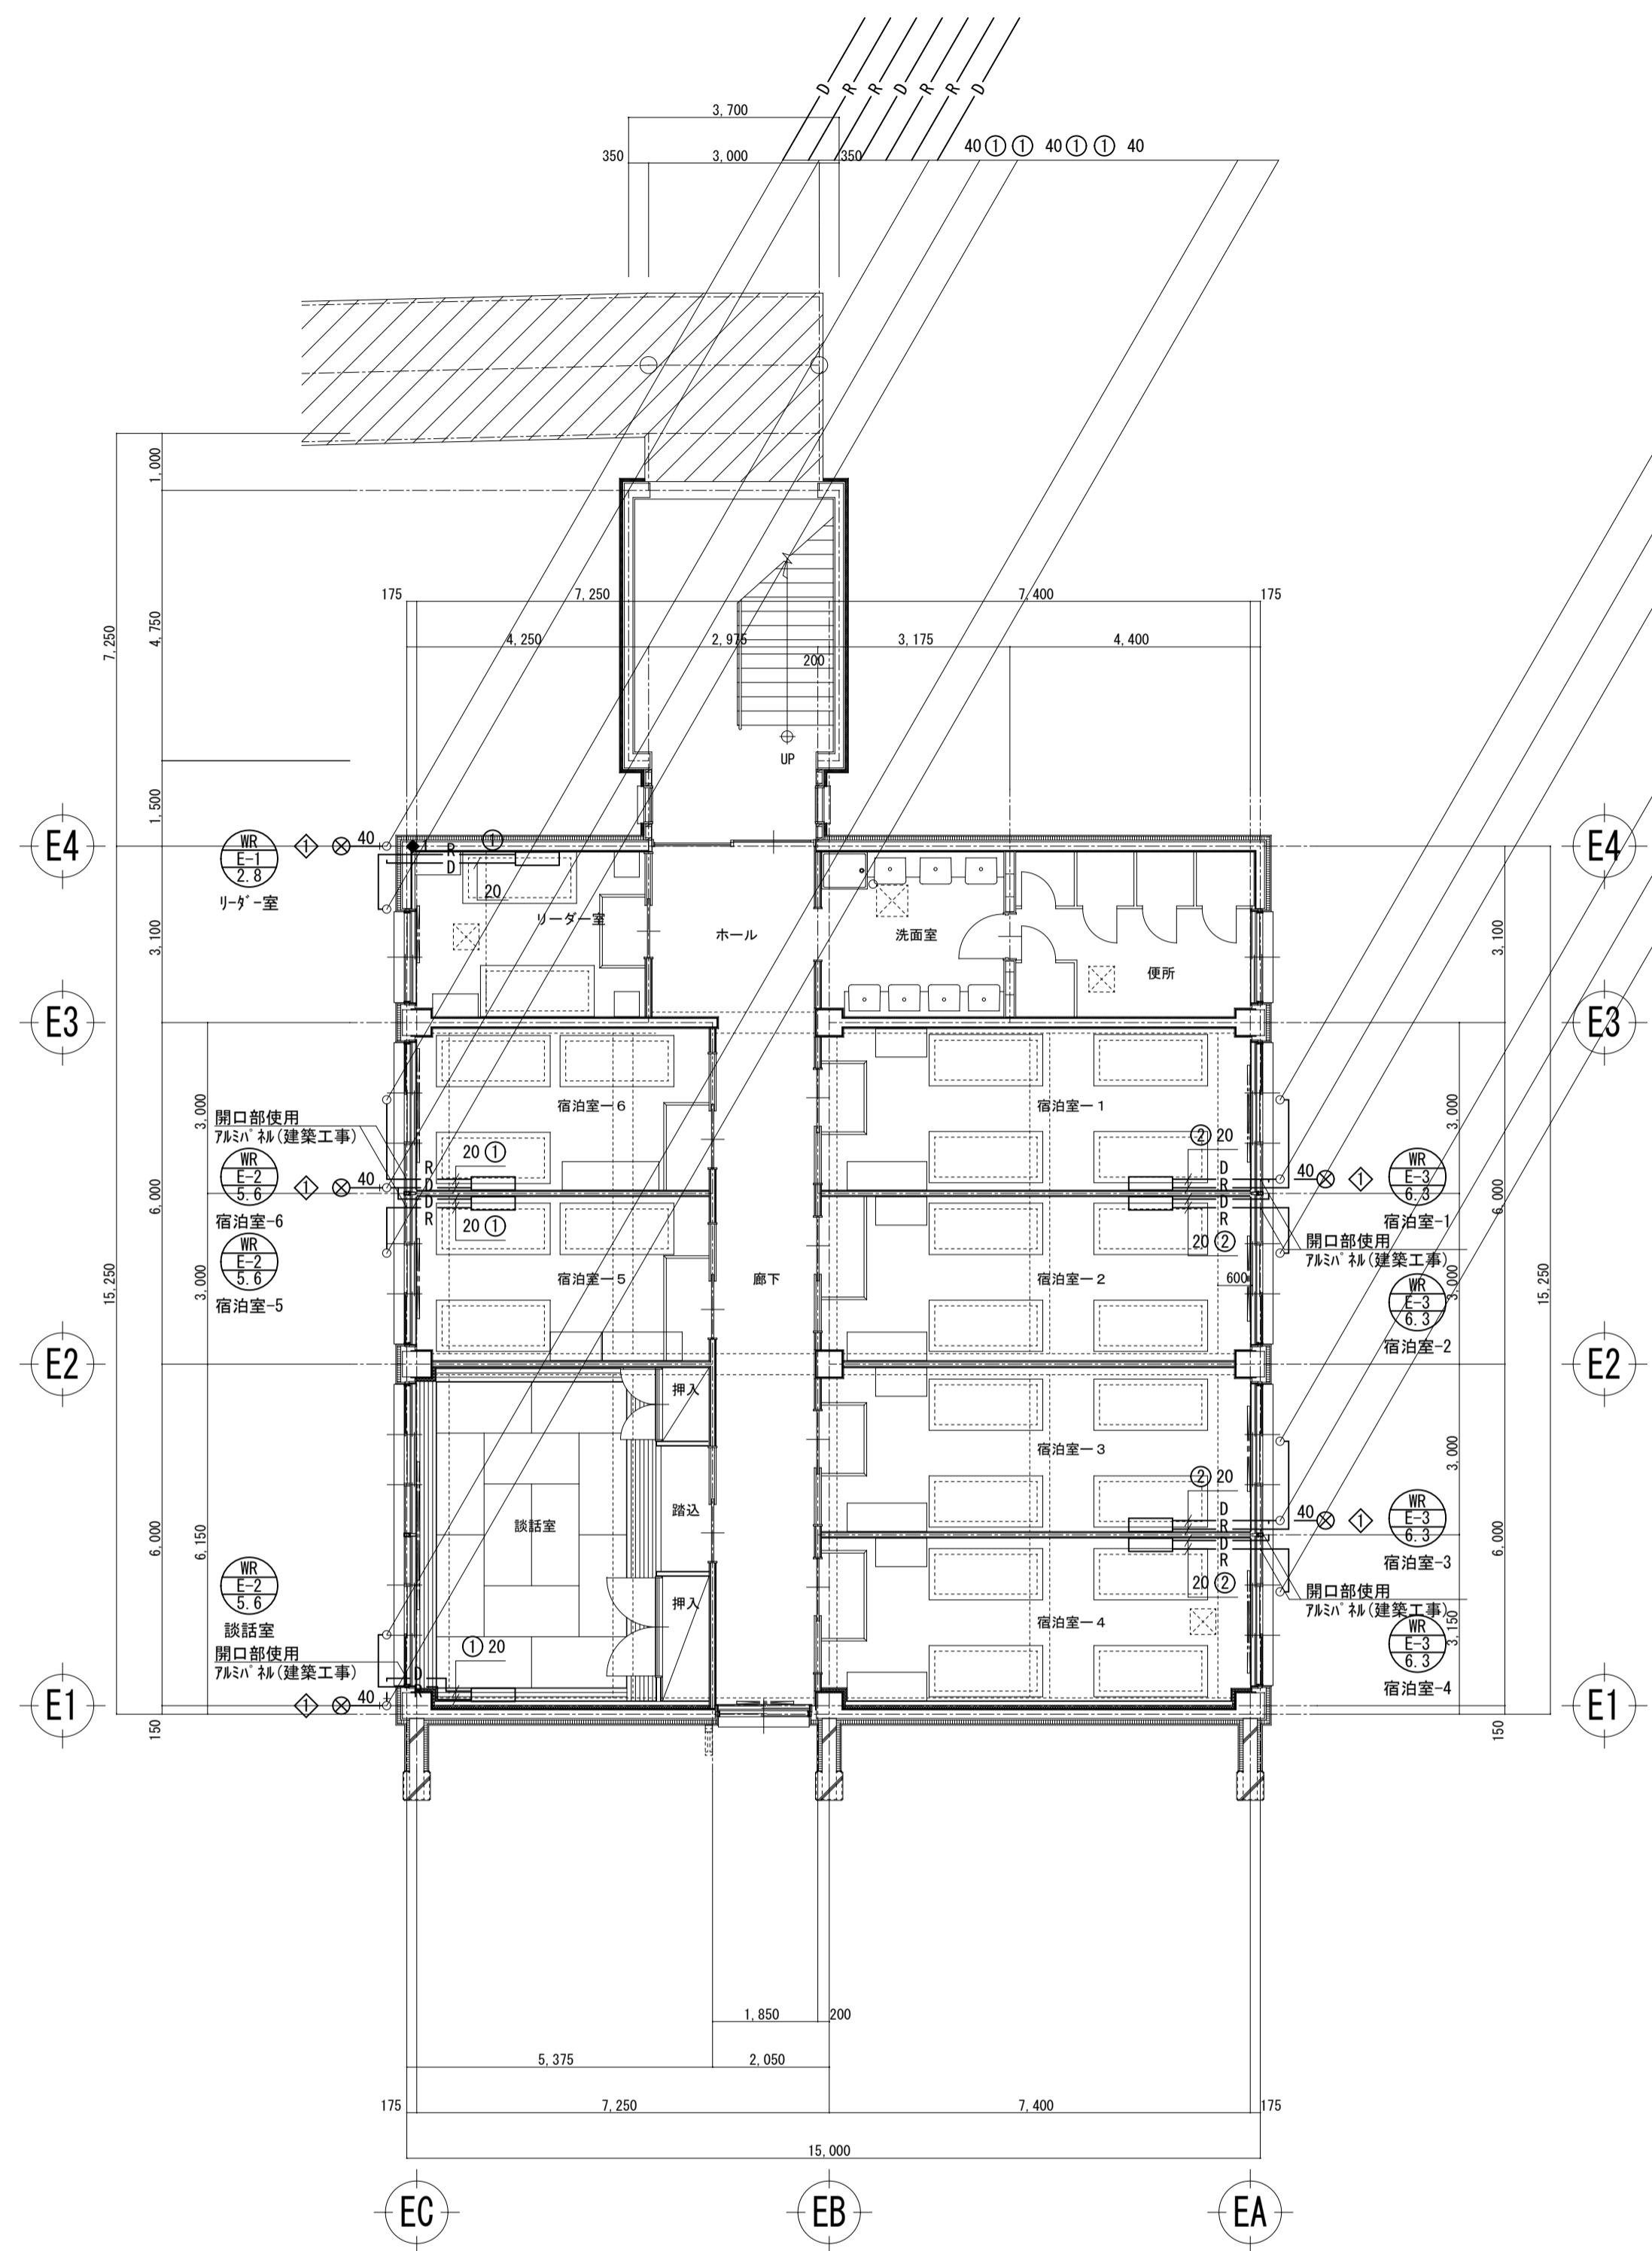 D R R D R R D
3,700
350 3,000 350
40 ① ① 40 ① ① 40
1,000
7,250
4,750
175 7,250 7,400 175
4,250 2,975 3,175 4,400
200
UP
1,500
E4
WR
E-1
2.8
リーダー室
1
40
1
R
①
D
20
リーダー室
ホール
洗面室
便所
E4
3,100
3,100
E3
E3
開口部使用
アルミパネル(建築工事)
3,000
WR
E-2
5.6
宿泊室-6
1
40
宿泊室-6
20 ①
R
D
D
R
20 ①
宿泊室-1
② 20
D
R
D
R
20 ②
40
1
WR
E-3
6.3
宿泊室-1
3,000
6,000
6,000
WR
E-2
5.6
宿泊室-5
3,000
宿泊室-5
廊下
宿泊室-2
600
開口部使用
アルミパネル(建築工事)
WR
E-3
6.3
宿泊室-2
3,000
15,250
15,250
E2
E2
押入
談話室
踏込
押入
宿泊室-3
② 20
D
R
D
R
20 ②
40
1
WR
E-3
6.3
宿泊室-3
3,000
6,000
6,150
6,000
WR
E-2
5.6
談話室
開口部使用
アルミパネル(建築工事)
1
40
① 20
D
R
宿泊室-4
開口部使用
アルミパネル(建築工事)
WR
E-3
6.3
宿泊室-4
3,150
E1
E1
150
150
1,850 200
5,375 2,050
175 7,250 7,400 175
15,000
EC EB EA